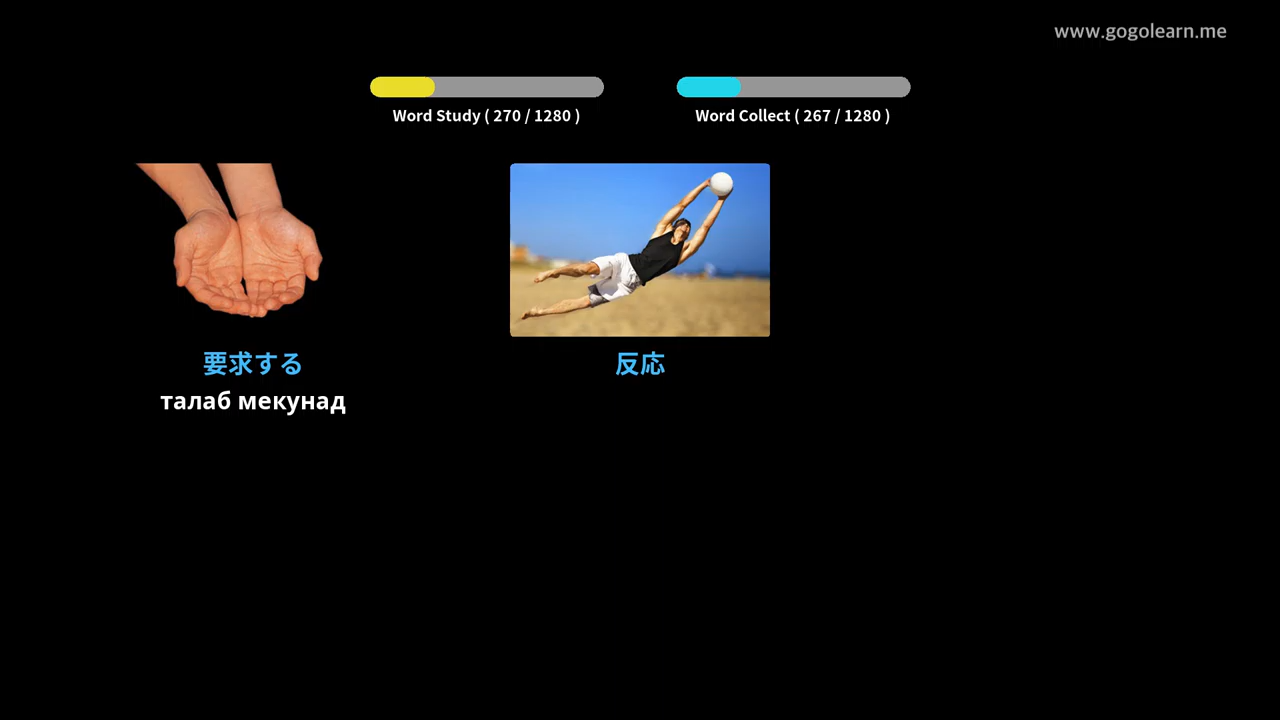 www.gogolearn.me
Word Study ( 270 / 1280 )
Word Collect ( 267 / 1280 )
要求する
反応
талаб мекунад